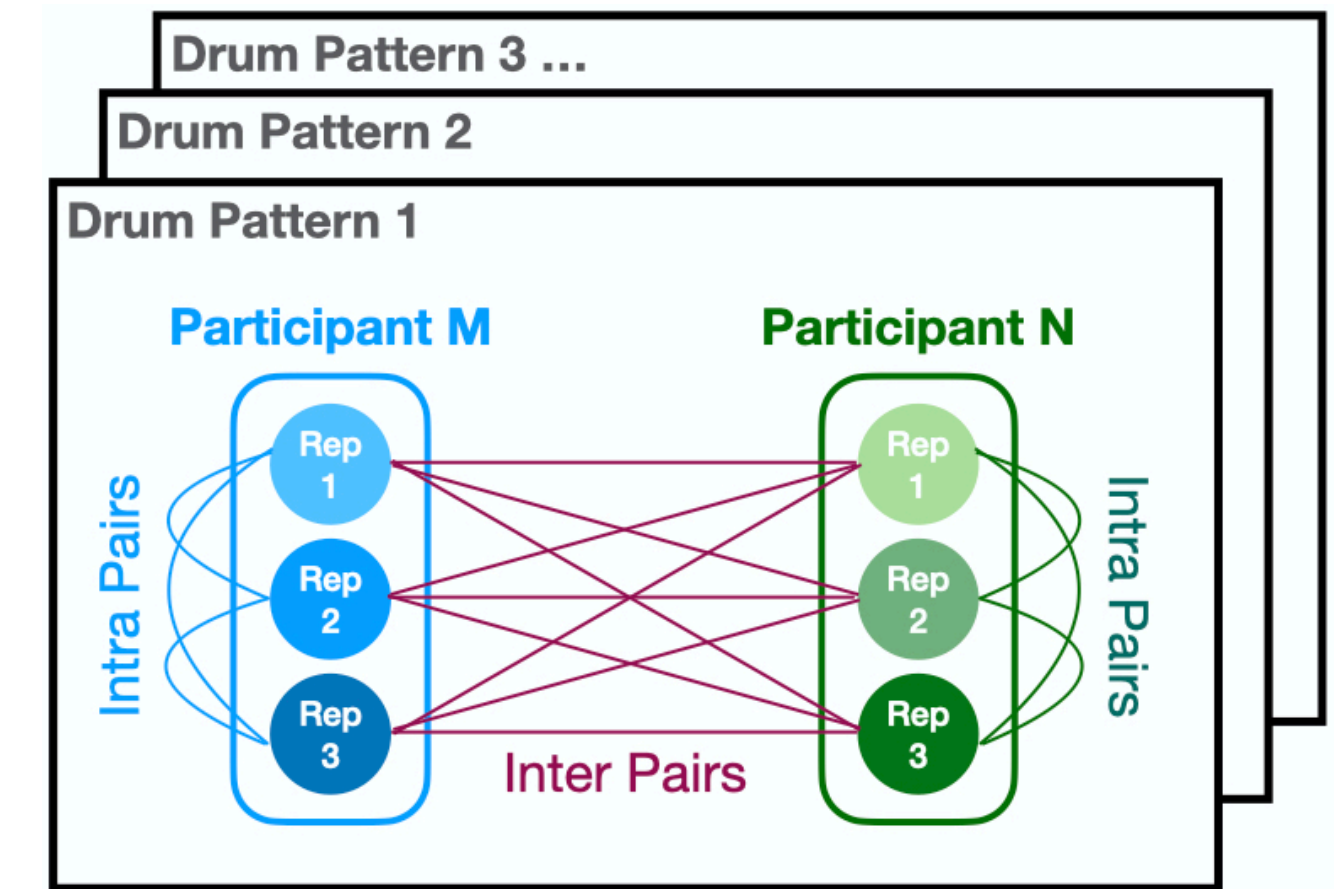 Drum Pattern 3 ...
Drum Pattern 2
Drum Pattern 1
Participant M
Participant N
Intra Pairs
Rep
1
Rep
2
Rep
3
Rep
1
Rep
2
Rep
3
Intra Pairs
Inter Pairs